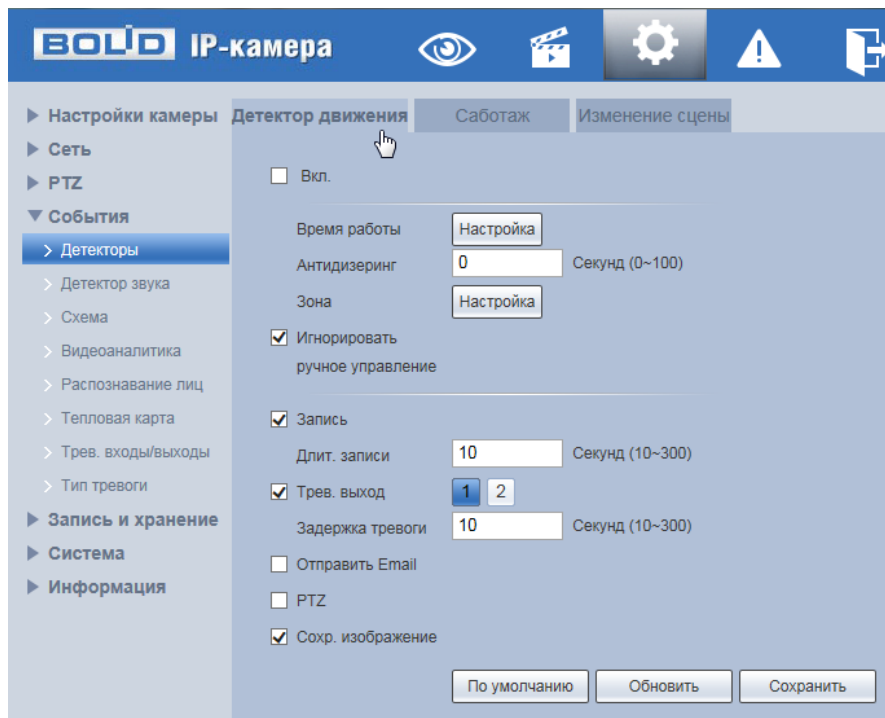 BOLID IP-камера
Настройки камеры
Сеть
PTZ
События
Детекторы
Детектор звука
Схема
Видеоаналитика
Распознавание лиц
Тепловая карта
Трев. входы/выходы
Тип тревоги
Запись и хранение
Система
Информация
Детектор движения Саботаж Изменение сцены
Вкл.
Время работы Настройка
Антидизеринг 0 Секунд (0~100)
Зона Настройка
Игнорировать
ручное управление
Запись
Длит. записи 10 Секунд (10~300)
Трев. выход 1 2
Задержка тревоги 10 Секунд (10~300)
Отправить Email
PTZ
Сохр. изображение
По умолчанию Обновить Сохранить